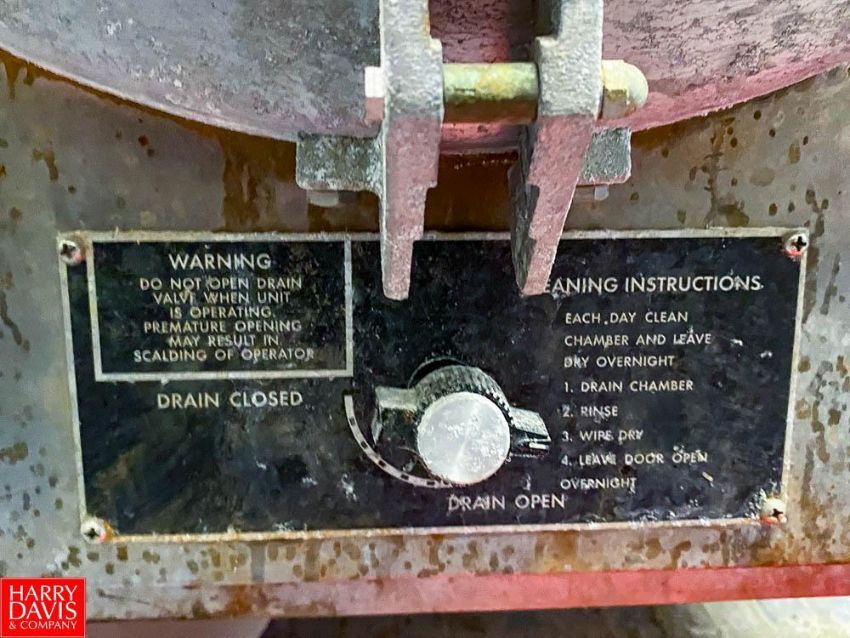 WARNING
DO NOT OPEN DRAIN
VALVE WHEN UNIT
IS OPERATING.
PREMATURE OPENING
MAY RESULT IN
SCALDING OF OPERATOR
DRAIN CLOSED
EANING INSTRUCTIONS
EACH DAY CLEAN
CHAMBER AND LEAVE
DRY OVERNIGHT
1. DRAIN CHAMBER
2. RINSE
3. WIPE DRY
4. LEAVE DOOR OPEN
OVERNIGHT
DRAIN OPEN
HARRY
DAVIS
& COMPANY